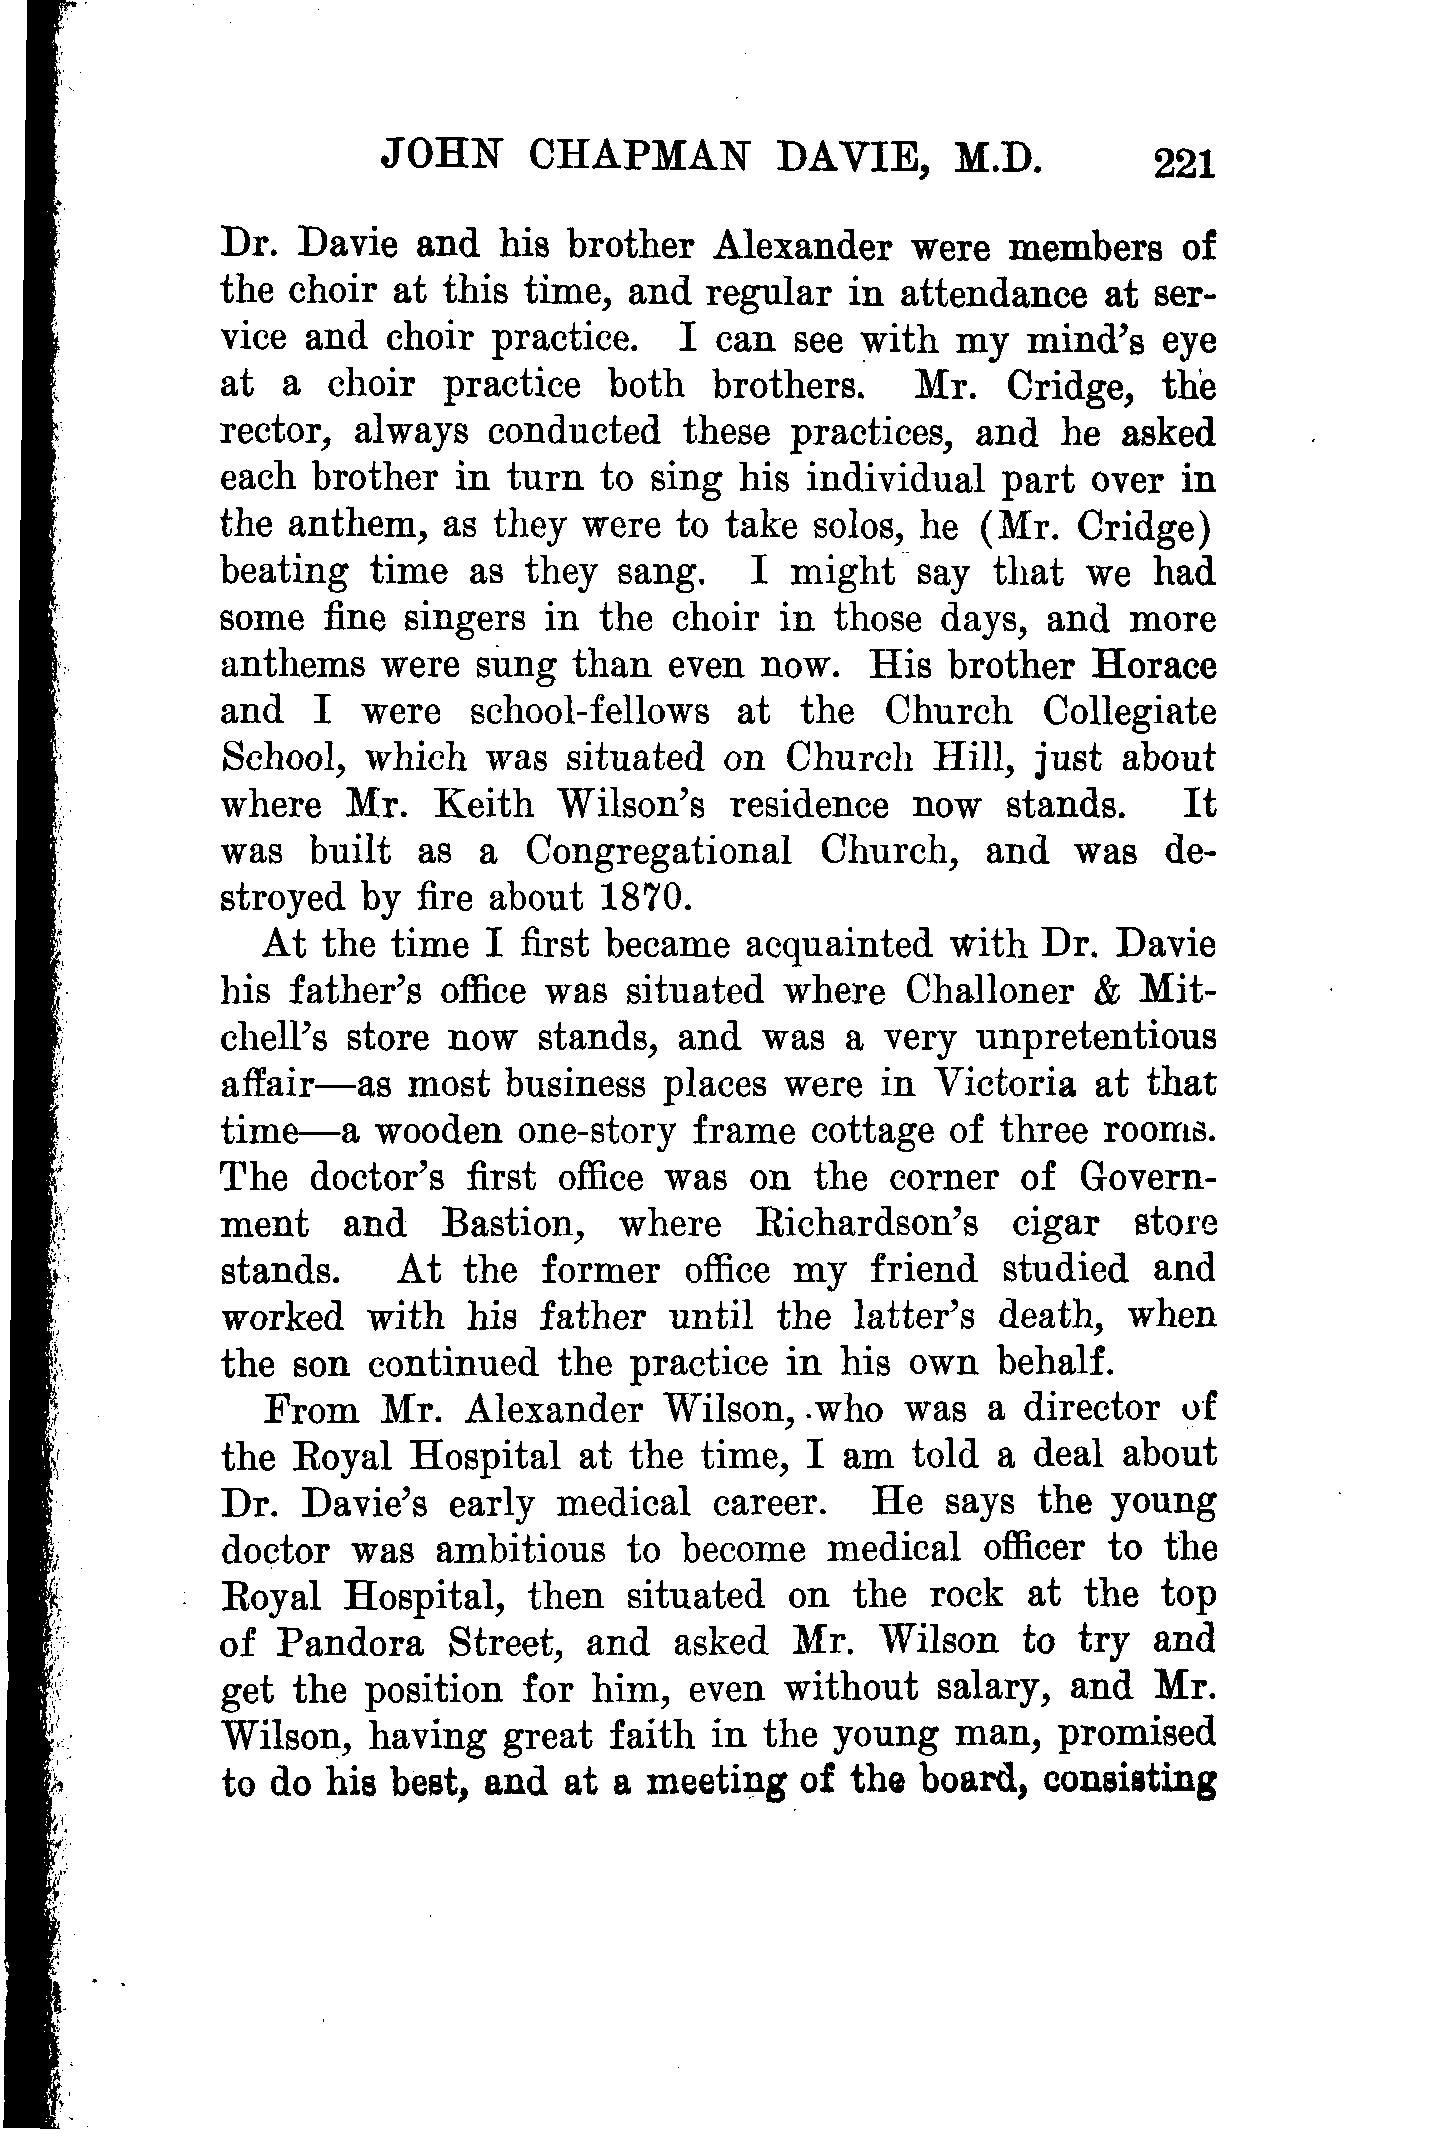 JOHN CHAPMAN DAVIE, M.D. 221
Dr. Davie and his brother Alexander were members of
the choir at this time, and regular in attendance at ser-
vice and choir practice. I can see with my mind's eye
at a choir practice both brothers. Mr. Cridge, the
rector, always conducted these practices, and he asked
each brother in turn to sing his individual part over in
the anthem, as they were to take solos, he (Mr. Cridge)
beating time as they sang. I might say that we had
some fine singers in the choir in those days, and more
anthems were sung than even now. His brother Horace
and I were school-fellows at the Church Collegiate
School, which was situated on Church Hill, just about
where Mr. Keith Wilson's residence now stands. It
was built as a Congregational Church, and was de-
stroyed by fire about 1870.
At the time I first became acquainted with Dr. Davie
his father's office was situated where Challoner & Mit-
chell's store now stands, and was a very unpretentious
affair—as most business places were in Victoria at that
time—a wooden one-story frame cottage of three rooms.
The doctor's first office was on the corner of Govern-
ment and Bastion, where Richardson's cigar store
stands. At the former office my friend studied and
worked with his father until the latter's death, when
the son continued the practice in his own behalf.
From Mr. Alexander Wilson, who was a director of
the Royal Hospital at the time, I am told a deal about
Dr. Davie's early medical career. He says the young
doctor was ambitious to become medical officer to the
Royal Hospital, then situated on the rock at the top
of Pandora Street, and asked Mr. Wilson to try and
get the position for him, even without salary, and Mr.
Wilson, having great faith in the young man, promised
to do his best, and at a meeting of the board, consisting